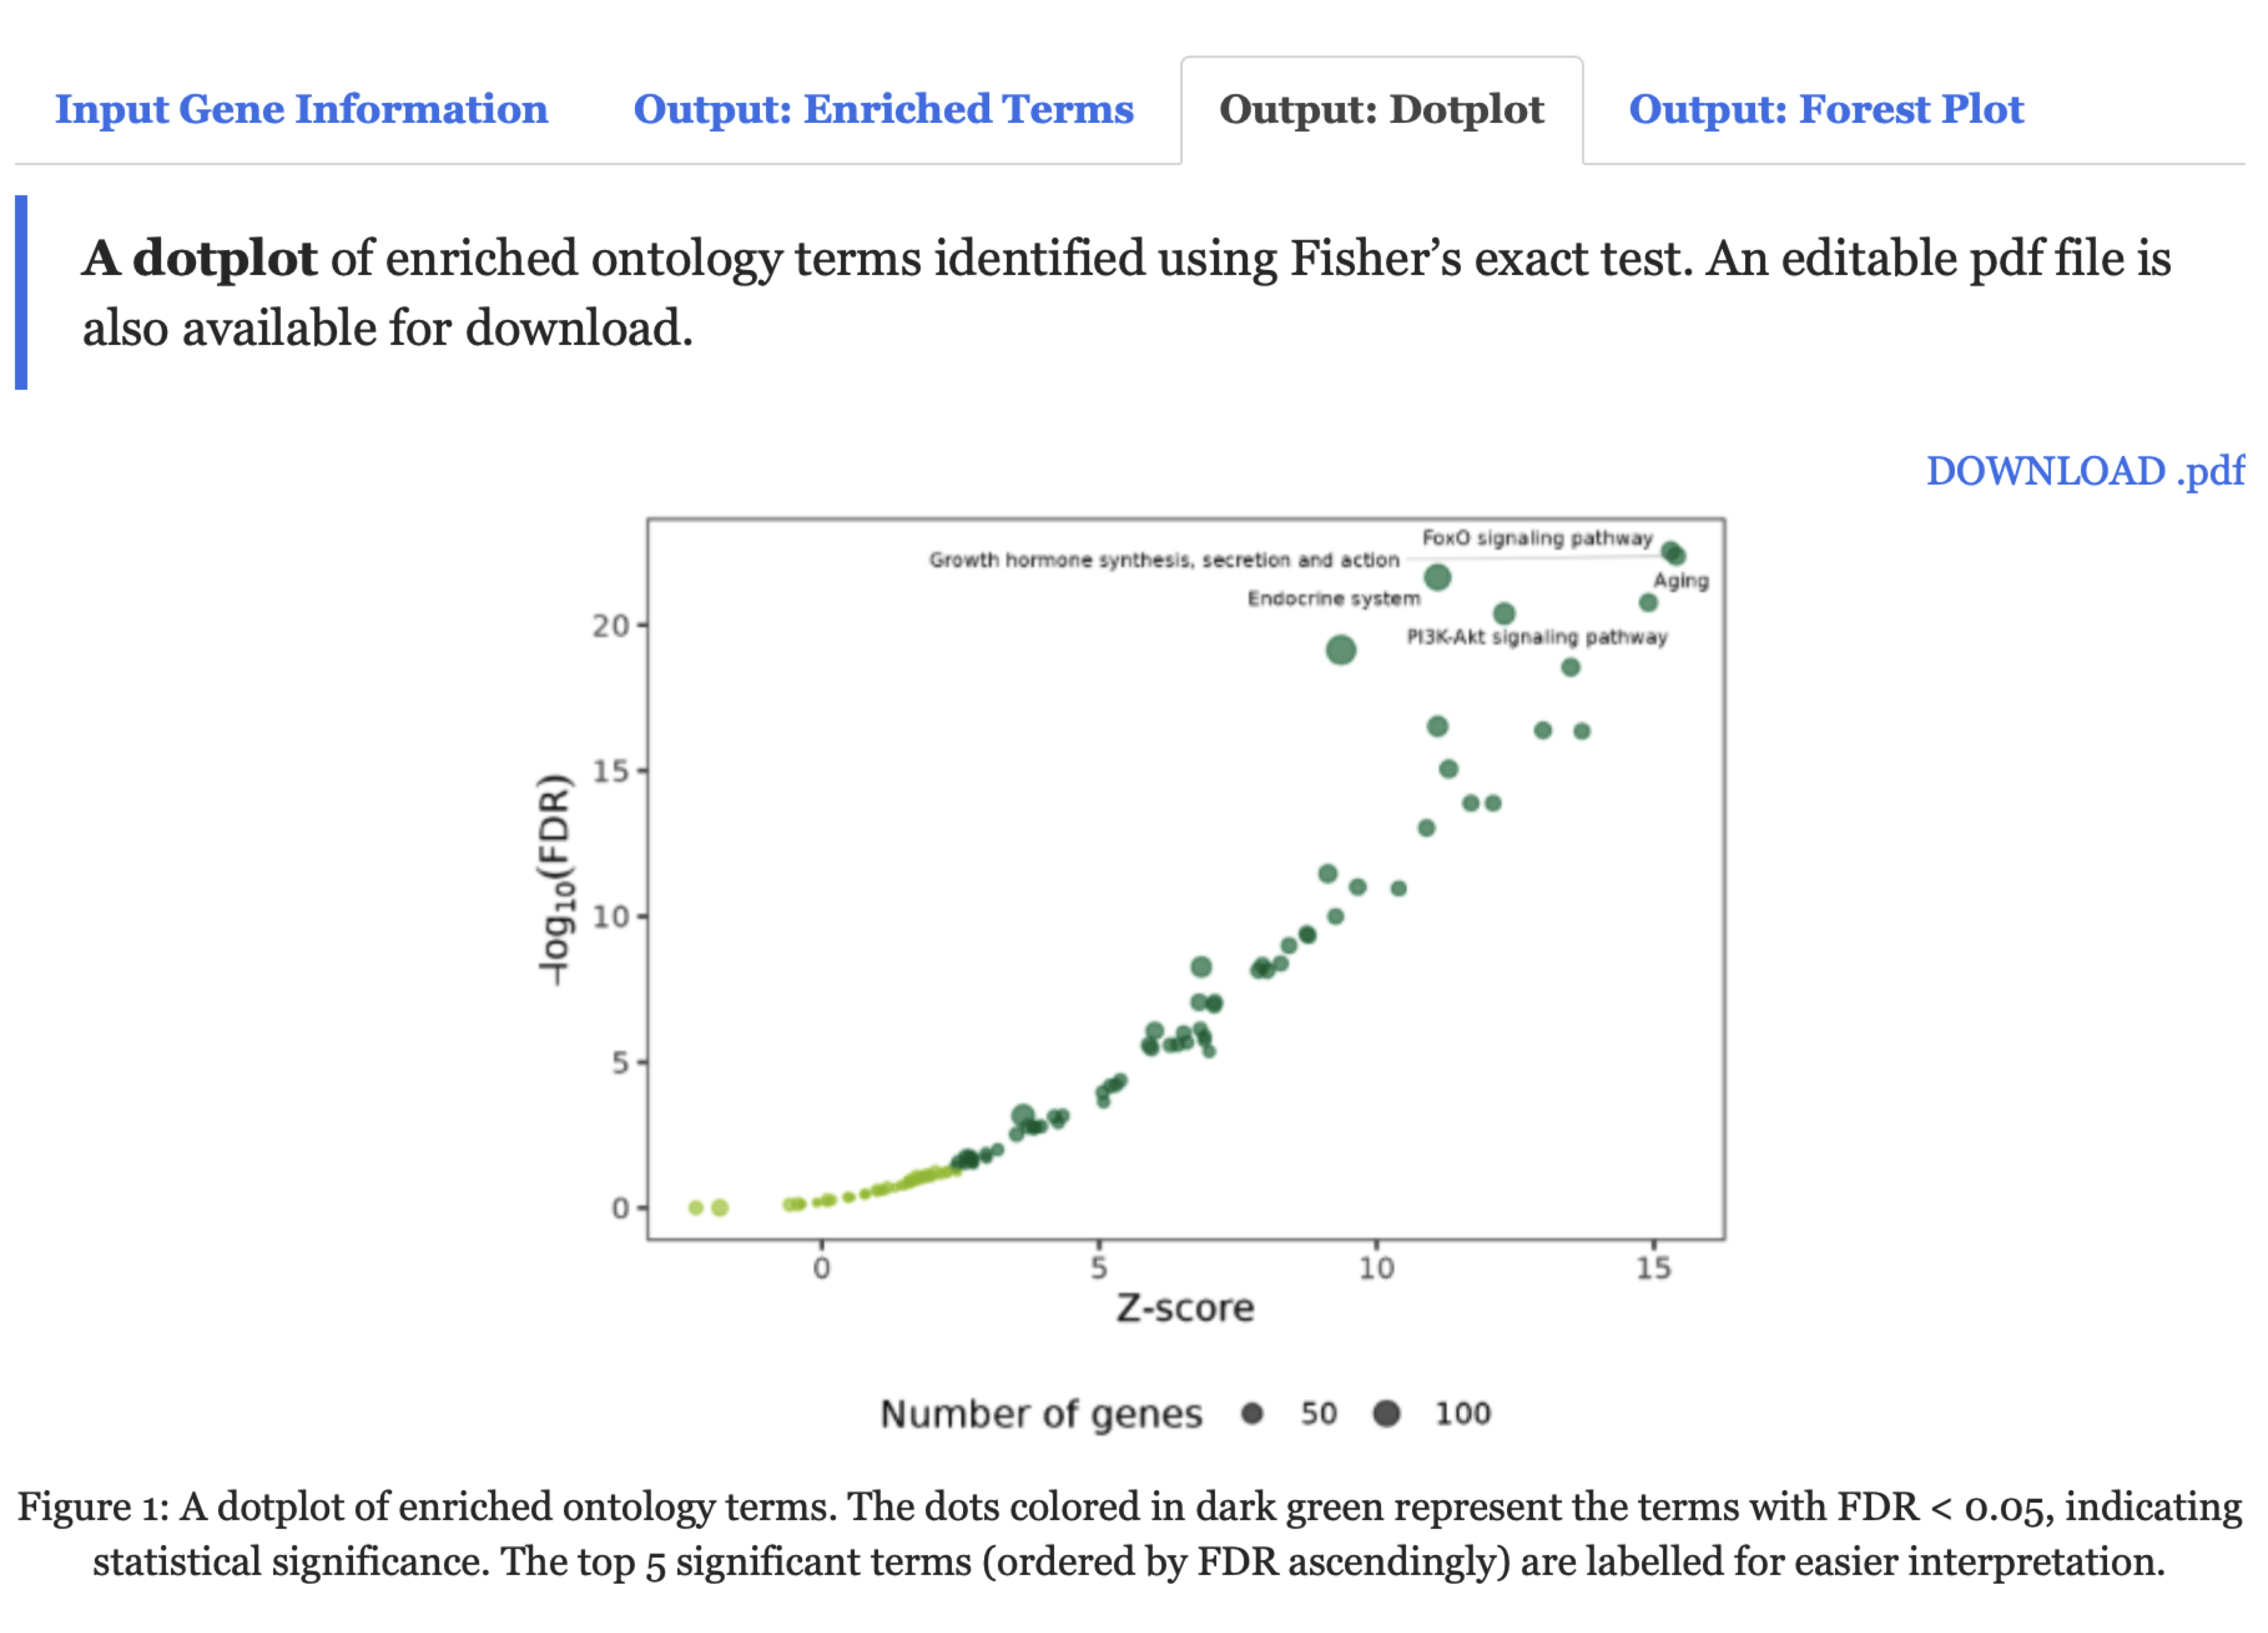 Input Gene Information
Output: Enriched Terms
Output: Dotplot
Output: Forest Plot
A dotplot of enriched ontology terms identified using Fisher’s exact test. An editable pdf file is
also available for download.
DOWNLOAD .pdf
FoxO signaling pathway
Growth hormone synthesis, secretion and action
Aging
Endocrine system
PI3K-Akt signaling pathway
20
15
10
5
0
-log10(FDR)
0
5
10
15
Z-score
Number of genes 50 100
Figure 1: A dotplot of enriched ontology terms. The dots colored in dark green represent the terms with FDR < 0.05, indicating
statistical significance. The top 5 significant terms (ordered by FDR ascendingly) are labelled for easier interpretation.